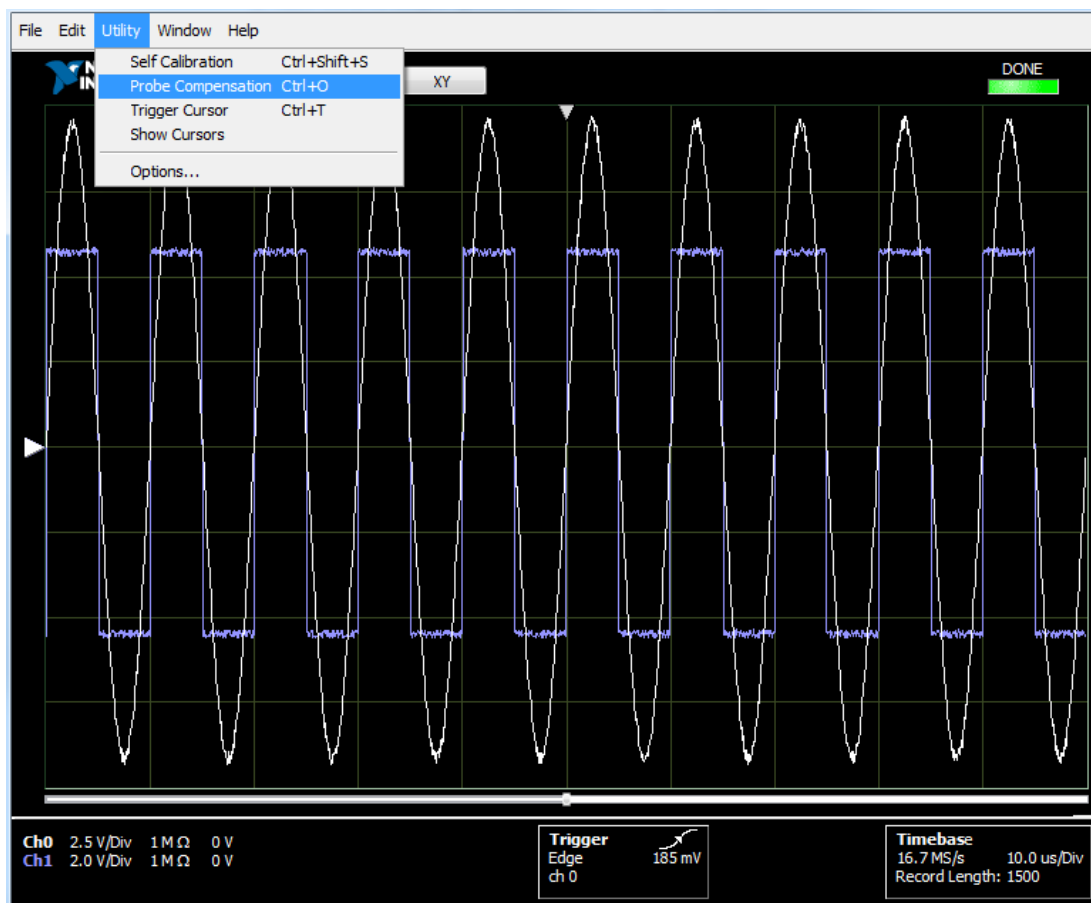 File Edit Utility Window Help
Self Calibration Ctrl+Shift+S
Probe Compensation Ctrl+O
Trigger Cursor Ctrl+T
Show Cursors
Options...
XY
DONE
Ch0 2.5 V/Div 1 M Ω 0 V
Ch1 2.0 V/Div 1 M Ω 0 V
Trigger
Edge 185 mV
ch 0
Timebase
16.7 MS/s 10.0 us/Div
Record Length: 1500